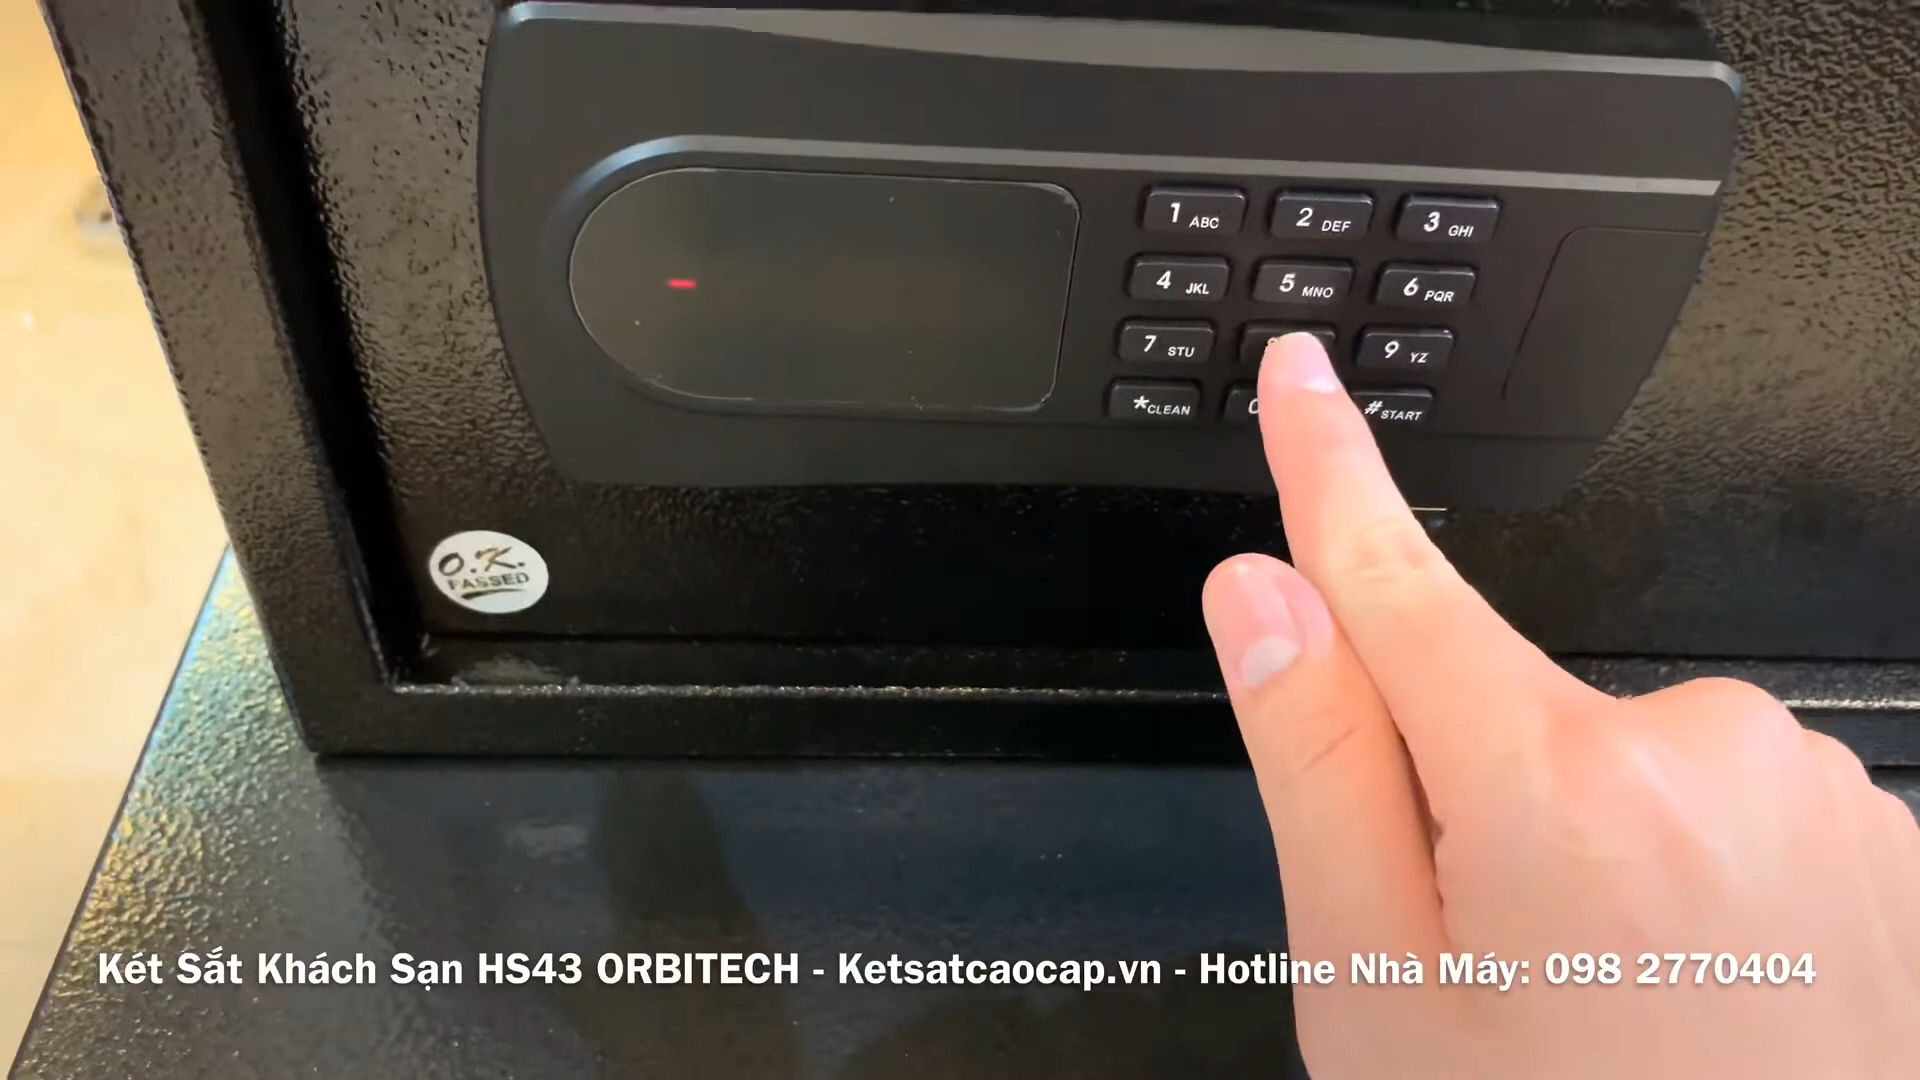 1 ABC 2 DEF 3 GHI
4 JKL 5 MNO 6 PQR
7 STU 9 YZ
*CLEAN 0 #START
O.K.
PASSED
Két Sắt Khách Sạn HS43 ORBITECH - Ketsatcaocap.vn - Hotline Nhà Máy: 098 2770404